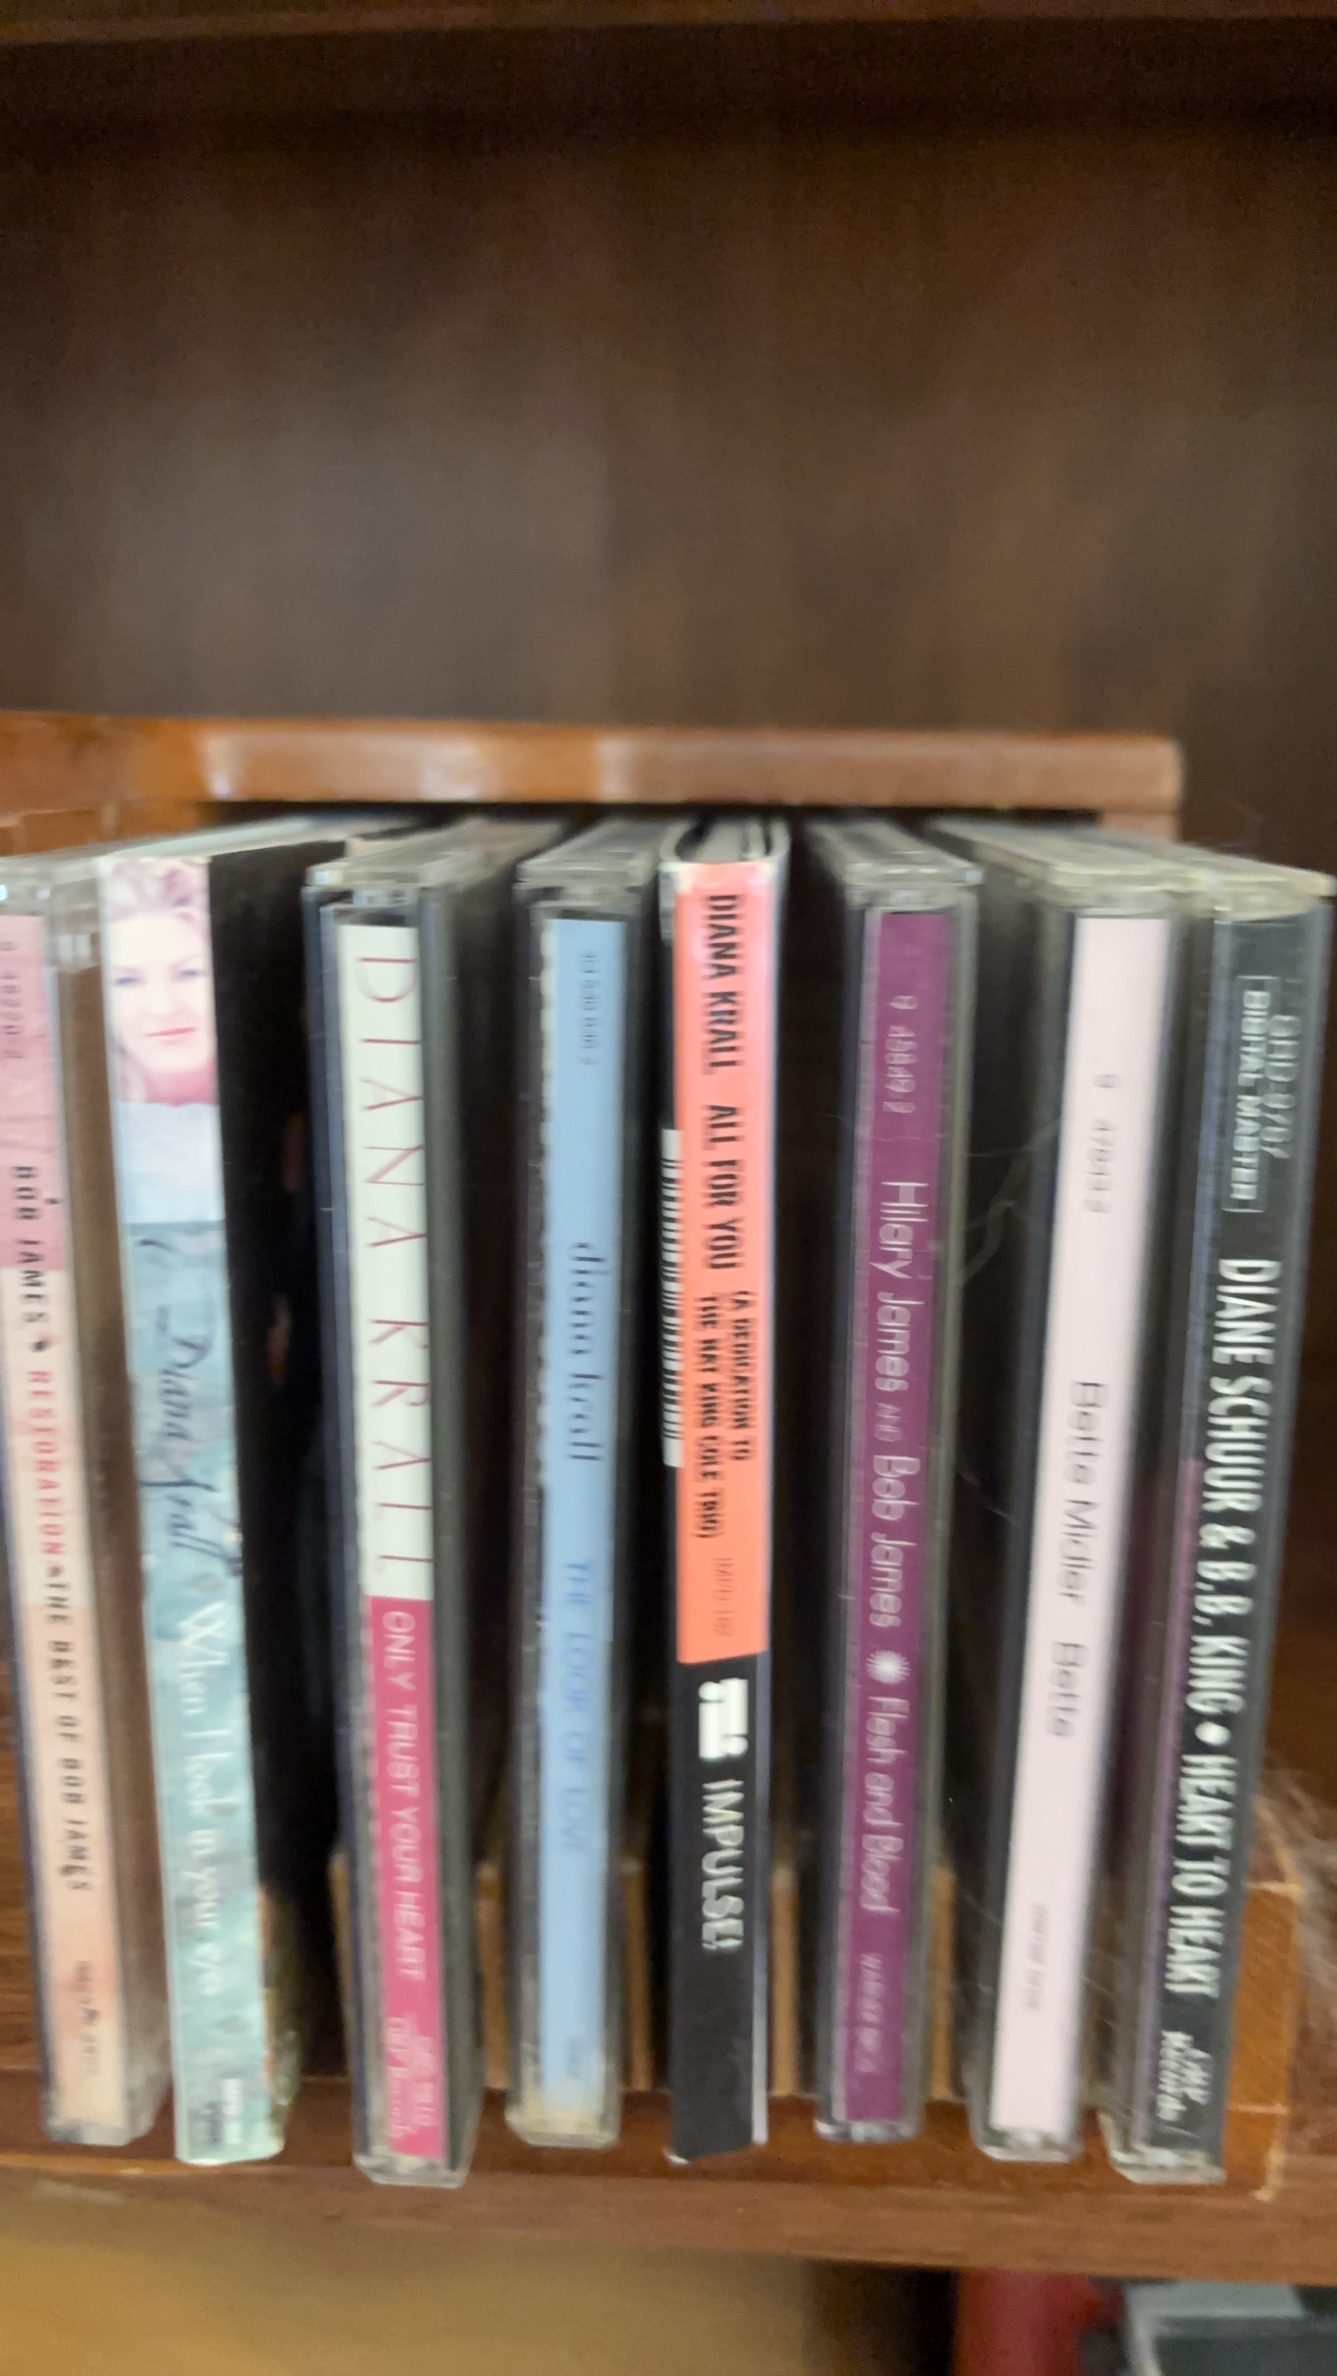 BOB JAMES • RESTORATION • THE BEST OF BOB JAMES
Diana Krall When I look in your eyes
DIANA KRALL ONLY TRUST YOUR HEART
diana krall THE LOOK OF LOVE
DIANA KRALL ALL FOR YOU (A DEDICATION TO
THE NAT KING COLE TRIO)
IMPULSE!
Hilary James AND Bob James Flesh and Blood
Bette Midler Bette
DIGITAL MASTER
DIANE SCHUUR & B.B. KING • HEART TO HEART
Records